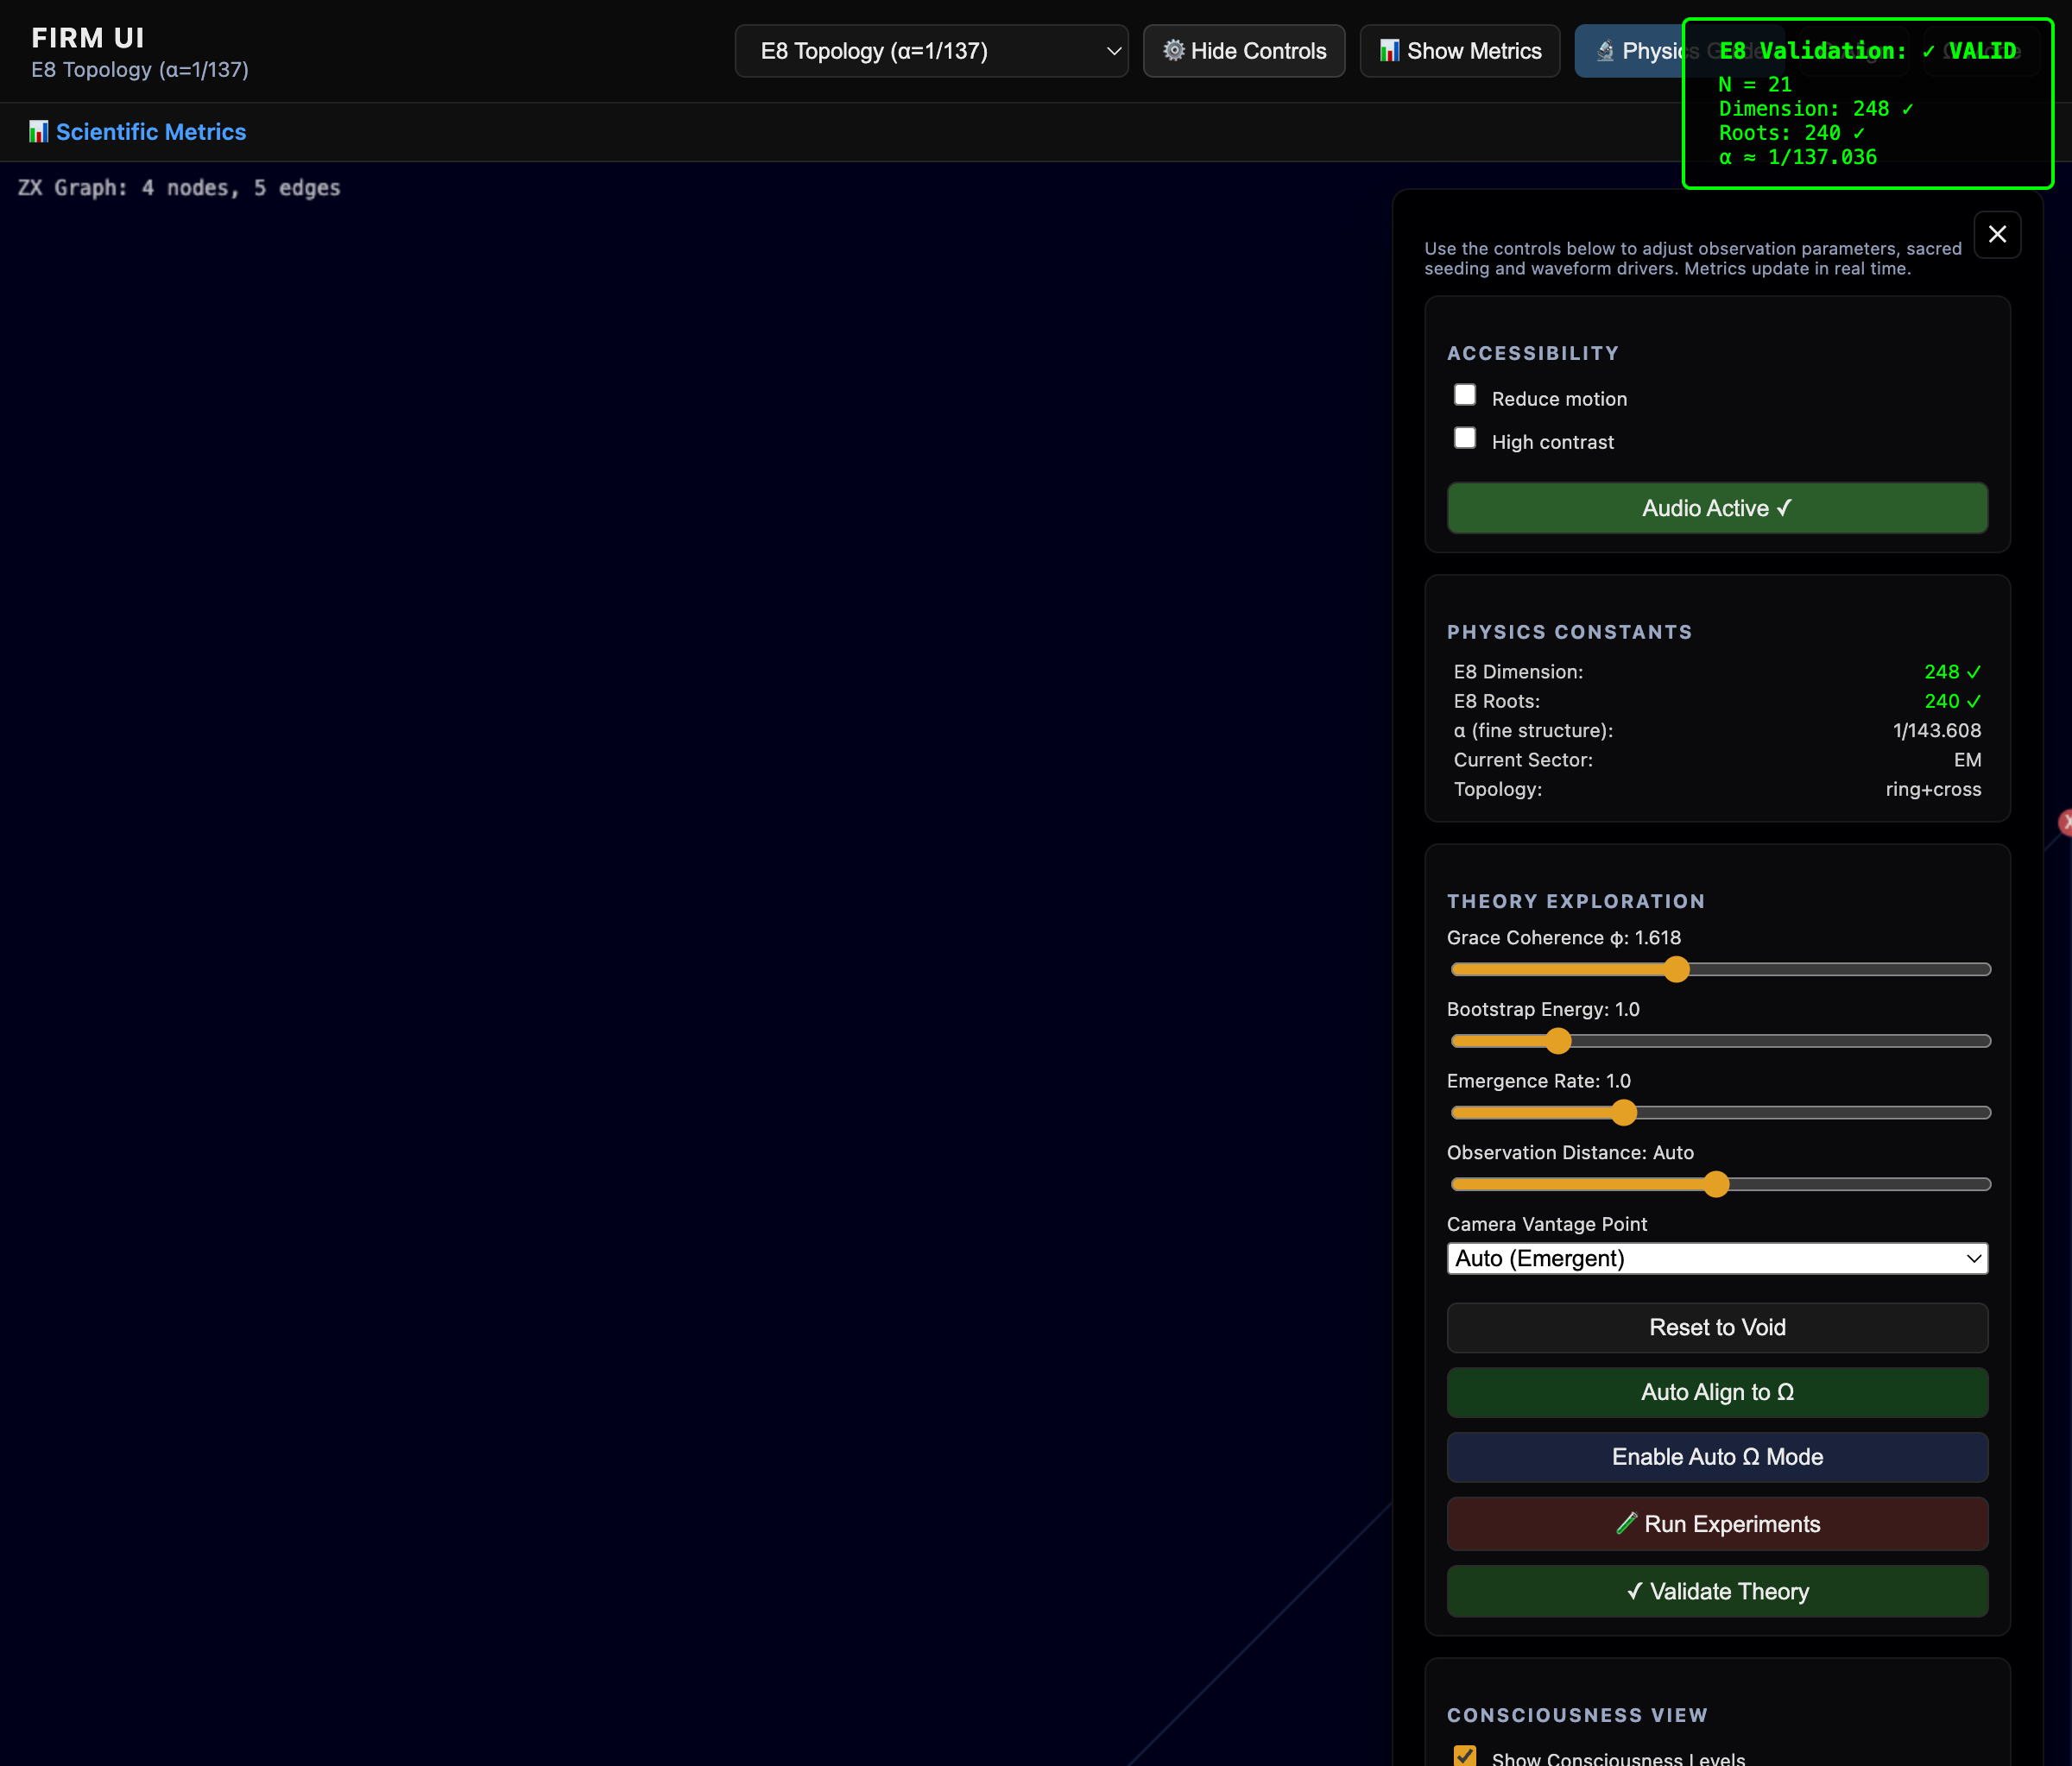 FIRM UI
E8 Topology (α=1/137)
E8 Topology (α=1/137)
Hide Controls
Show Metrics
Physics
E8 Validation: ✓ VALID
N = 21
Dimension: 248 ✓
Roots: 240 ✓
α ≈ 1/137.036
Scientific Metrics
ZX Graph: 4 nodes, 5 edges
Use the controls below to adjust observation parameters, sacred
seeding and waveform drivers. Metrics update in real time.
ACCESSIBILITY
Reduce motion
High contrast
Audio Active ✓
PHYSICS CONSTANTS
E8 Dimension: 248 ✓
E8 Roots: 240 ✓
α (fine structure): 1/143.608
Current Sector: EM
Topology: ring+cross
THEORY EXPLORATION
Grace Coherence φ: 1.618
Bootstrap Energy: 1.0
Emergence Rate: 1.0
Observation Distance: Auto
Camera Vantage Point
Auto (Emergent)
Reset to Void
Auto Align to Ω
Enable Auto Ω Mode
Run Experiments
✓ Validate Theory
CONSCIOUSNESS VIEW
Show Consciousness Levels